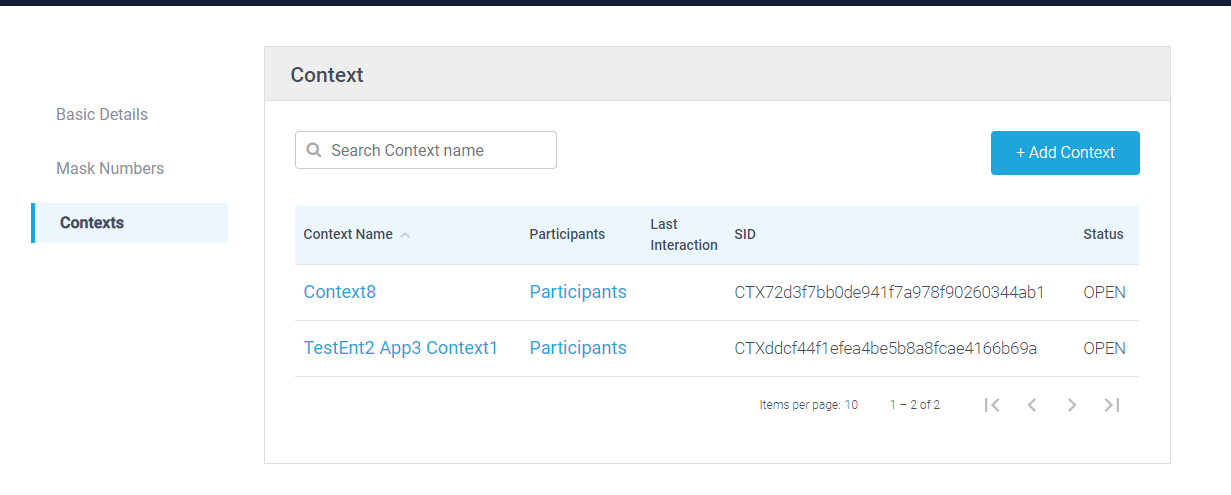 Context
Basic Details
Mask Numbers
Contexts
Search Context name
+ Add Context
Context Name Participants Last Interaction SID Status
Context8 Participants CTX72d3f7bb0de941f7a978f90260344ab1 OPEN
TestEnt2 App3 Context1 Participants CTXddcf44f1efea4be5b8a8fcae4166b69a OPEN
Items per page: 10 1 – 2 of 2